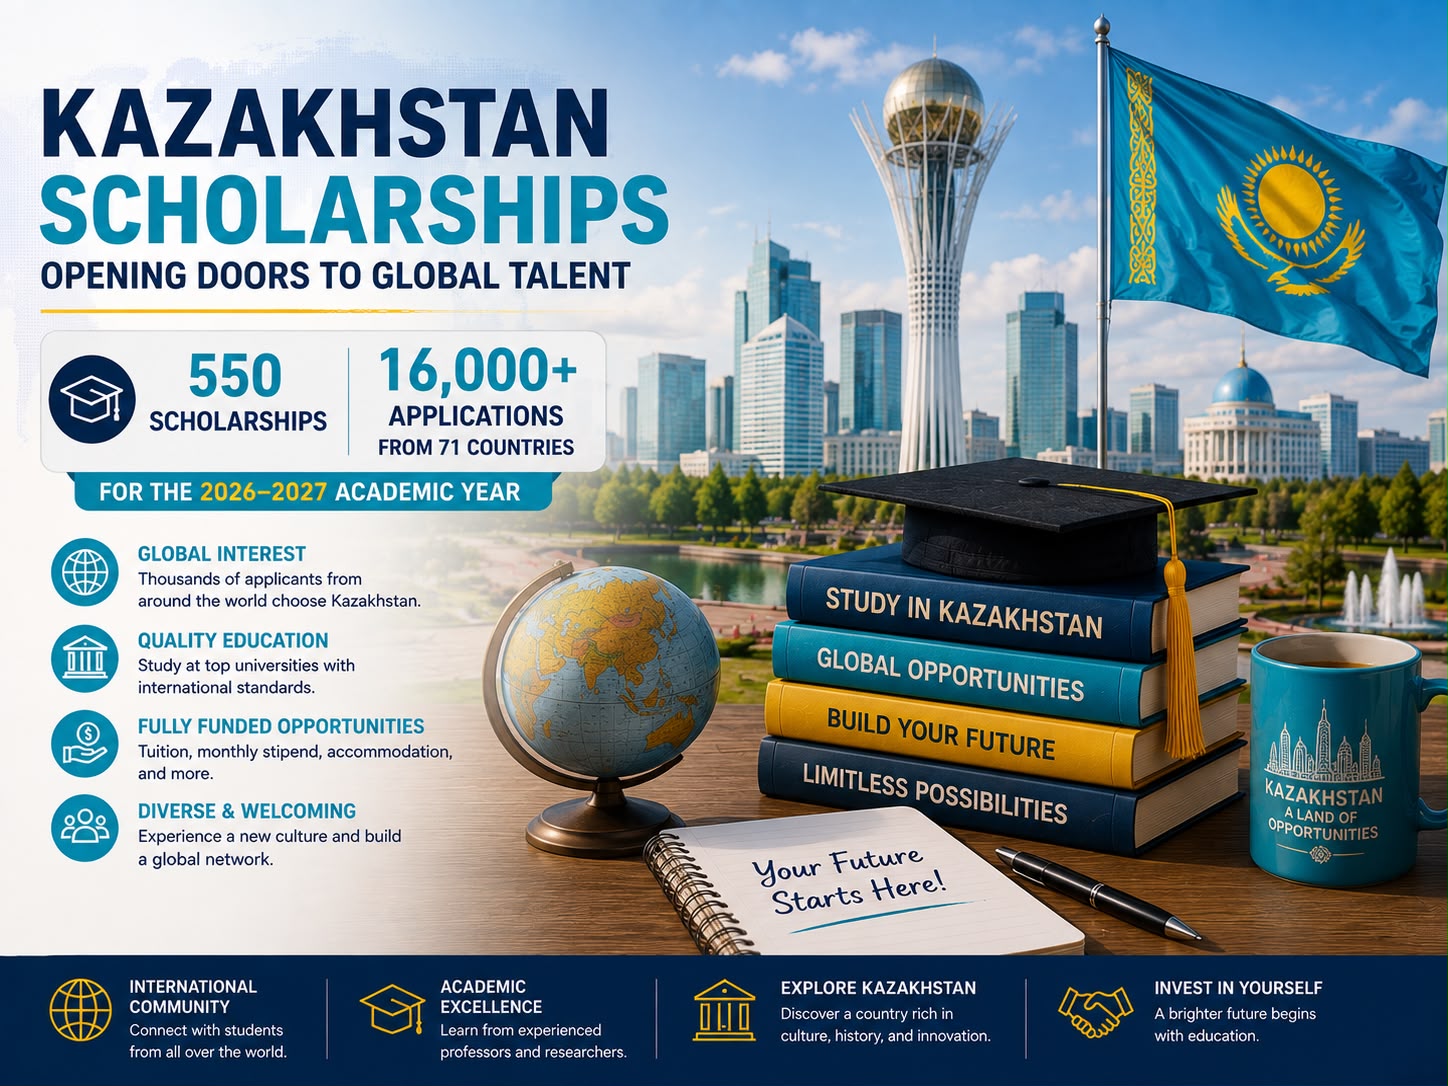 KAZAKHSTAN
SCHOLARSHIPS
OPENING DOORS TO GLOBAL TALENT
550
SCHOLARSHIPS
16,000+
APPLICATIONS
FROM 71 COUNTRIES
FOR THE 2026–2027 ACADEMIC YEAR
GLOBAL INTEREST
Thousands of applicants from
around the world choose Kazakhstan.
QUALITY EDUCATION
Study at top universities with
international standards.
FULLY FUNDED OPPORTUNITIES
Tuition, monthly stipend, accommodation,
and more.
DIVERSE & WELCOMING
Experience a new culture and build
a global network.
STUDY IN KAZAKHSTAN
GLOBAL OPPORTUNITIES
BUILD YOUR FUTURE
LIMITLESS POSSIBILITIES
KAZAKHSTAN
A LAND OF
OPPORTUNITIES
Your Future
Starts Here!
INTERNATIONAL
COMMUNITY
Connect with students
from all over the world.
ACADEMIC
EXCELLENCE
Learn from experienced
professors and researchers.
EXPLORE KAZAKHSTAN
Discover a country rich in
culture, history, and innovation.
INVEST IN YOURSELF
A brighter future begins
with education.